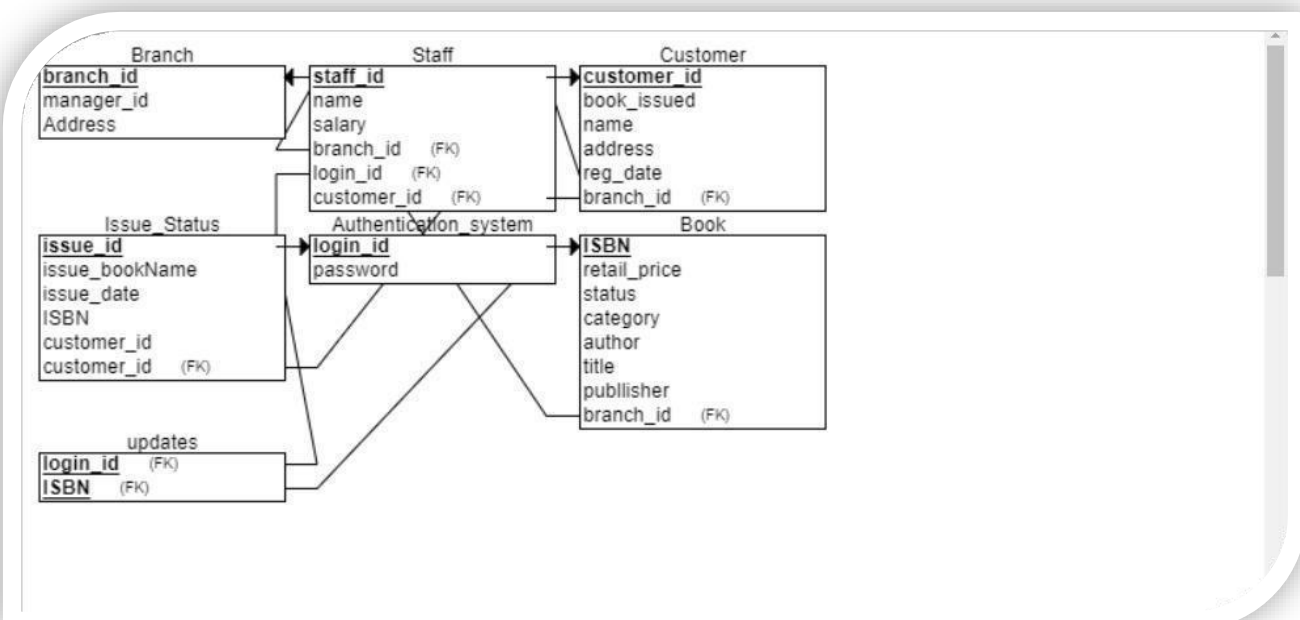 Branch
branch_id
manager_id
Address
Staff
staff_id
name
salary
branch_id (FK)
login_id (FK)
customer_id (FK)
Customer
customer_id
book_issued
name
address
reg_date
branch_id (FK)
Issue_Status
issue_id
issue_bookName
issue_date
ISBN
customer_id
customer_id (FK)
Authentication_system
login_id
password
Book
ISBN
retail_price
status
category
author
title
publlisher
branch_id (FK)
updates
login_id (FK)
ISBN (FK)